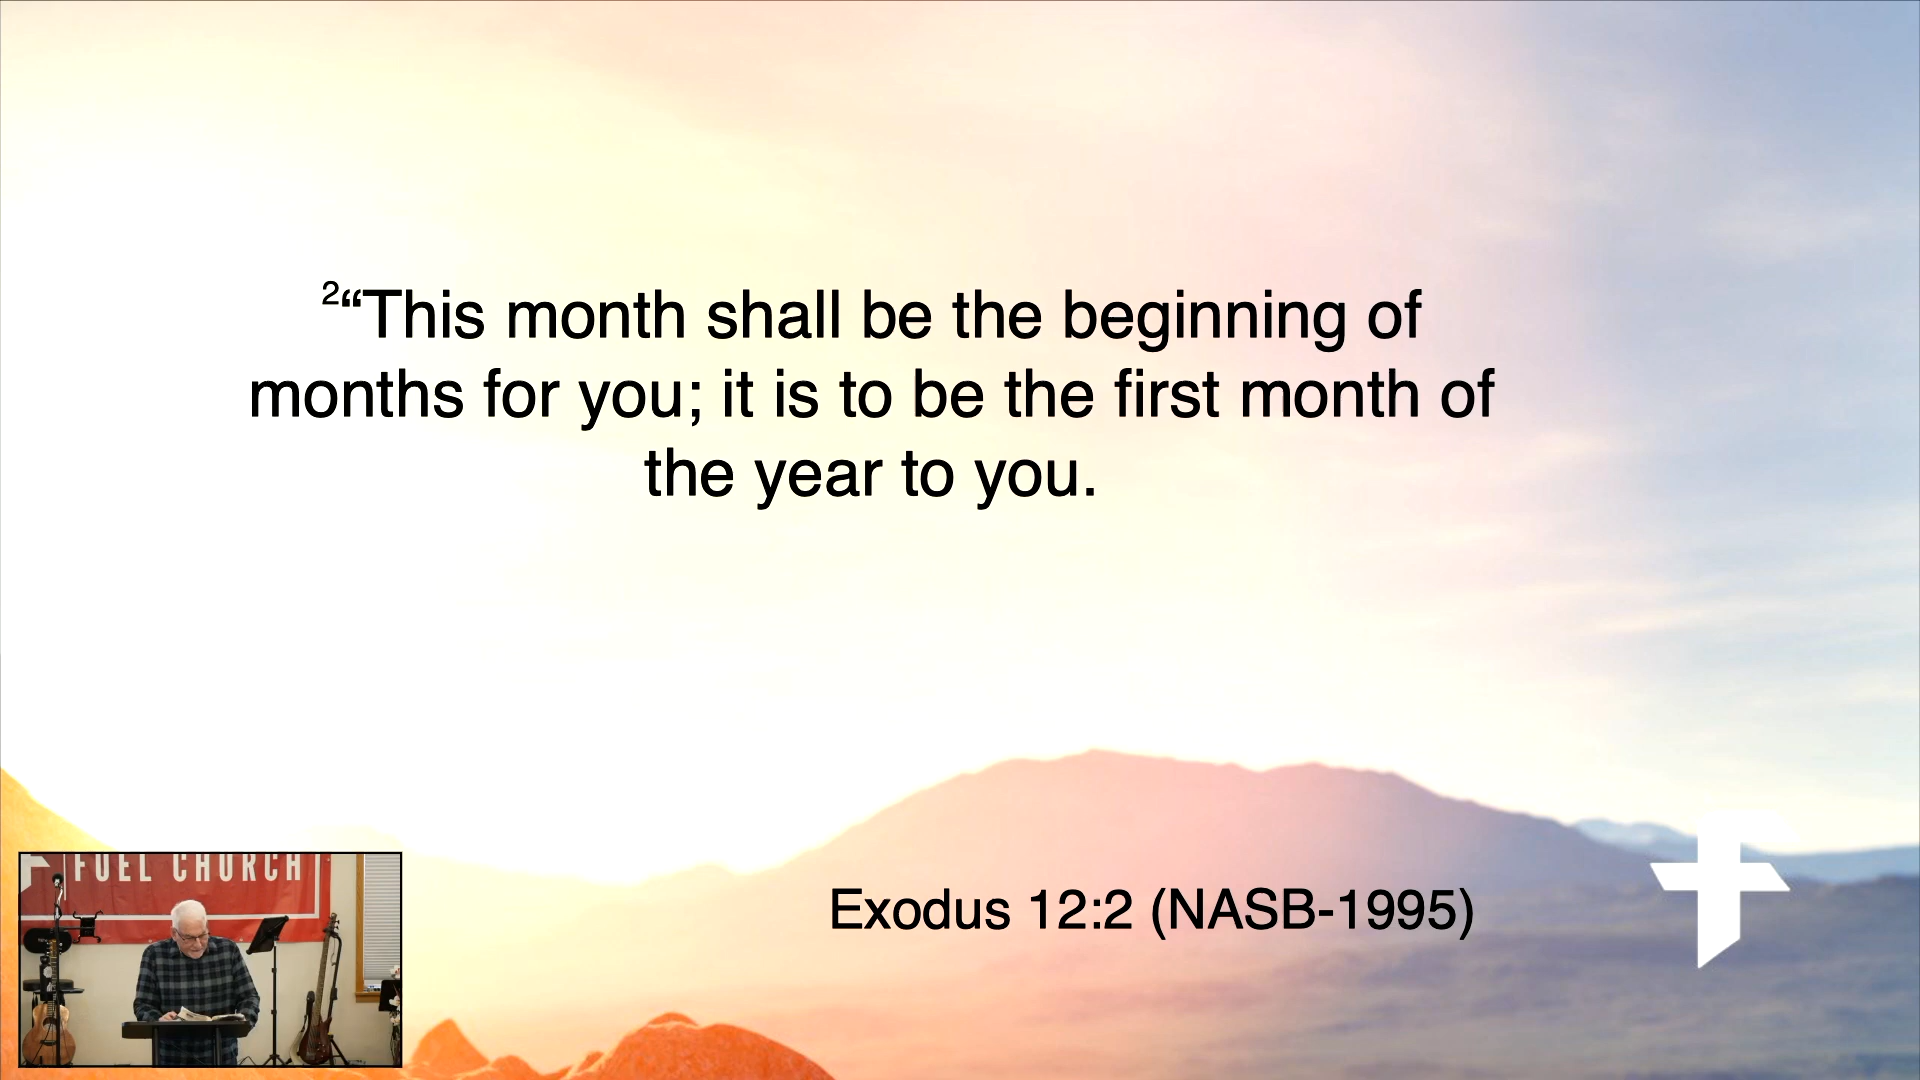 ²“This month shall be the beginning of
months for you; it is to be the first month of
the year to you.
Exodus 12:2 (NASB-1995)
FUEL CHURCH